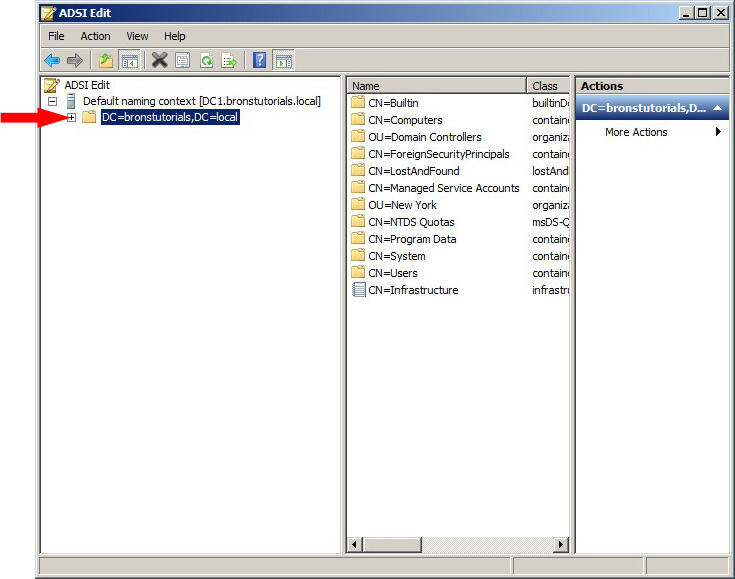 ADSI Edit
File Action View Help
ADSI Edit
Default naming context [DC1.bronstutorials.local]
DC=bronstutorials,DC=local
Name Class
CN=Builtin builtinDo
CN=Computers containe
OU=Domain Controllers organiza
CN=ForeignSecurityPrincipals containe
CN=LostAndFound lostAndF
CN=Managed Service Accounts containe
OU=New York organiza
CN=NTDS Quotas msDS-Q
CN=Program Data containe
CN=System containe
CN=Users containe
CN=Infrastructure infrastru
Actions
DC=bronstutorials,D...
More Actions